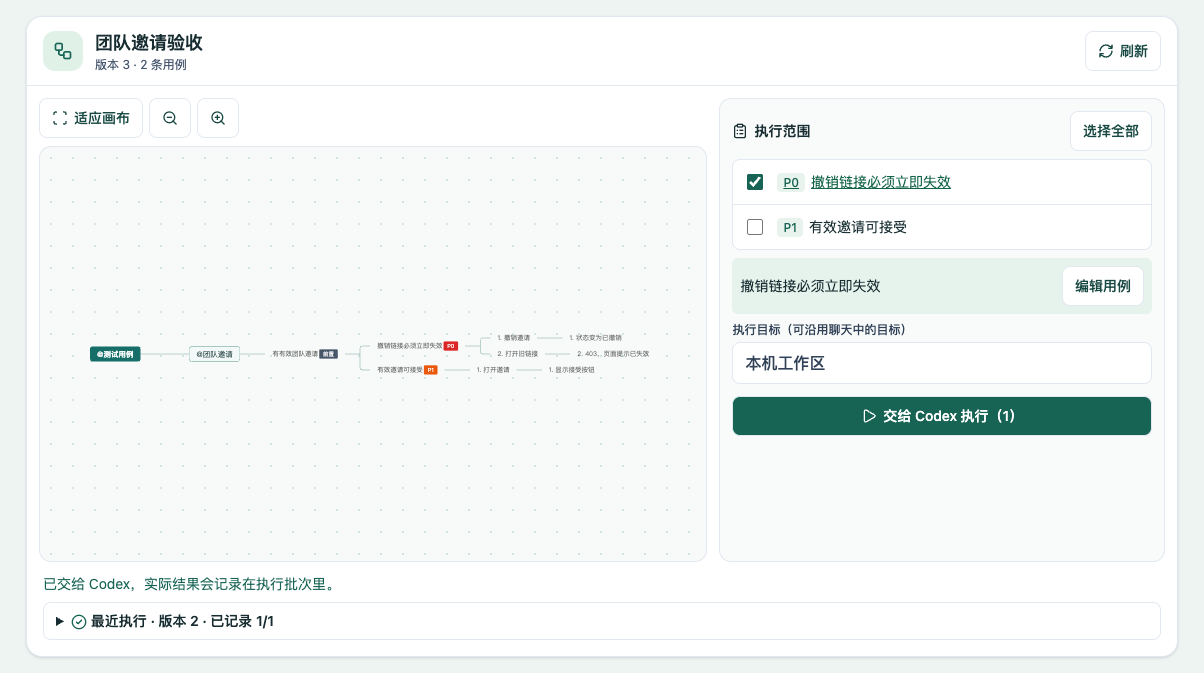 团队邀请验收
版本 3 · 2 条用例
刷新
适应画布
@测试用例
@团队邀请
有有效团队邀请 前置
撤销链接必须立即失效 P0
1. 撤销邀请
1. 状态变为已撤销
2. 打开旧链接
2. 403,. 页面提示已失效
有效邀请可接受 P1
1. 打开邀请
1. 显示接受按钮
执行范围
选择全部
P0 撤销链接必须立即失效
P1 有效邀请可接受
撤销链接必须立即失效
编辑用例
执行目标（可沿用聊天中的目标）
本机工作区
交给 Codex 执行（1）
已交给 Codex，实际结果会记录在执行批次里。
最近执行 · 版本 2 · 已记录 1/1